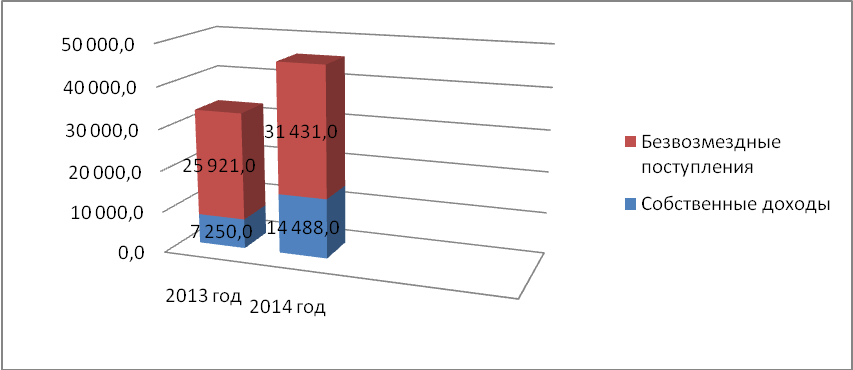 50 000,0
40 000,0
30 000,0
20 000,0
10 000,0
0,0
31 431,0
25 921,0
14 488,0
7 250,0
2013 год
2014 год
Безвозмездные
поступления
Собственные доходы